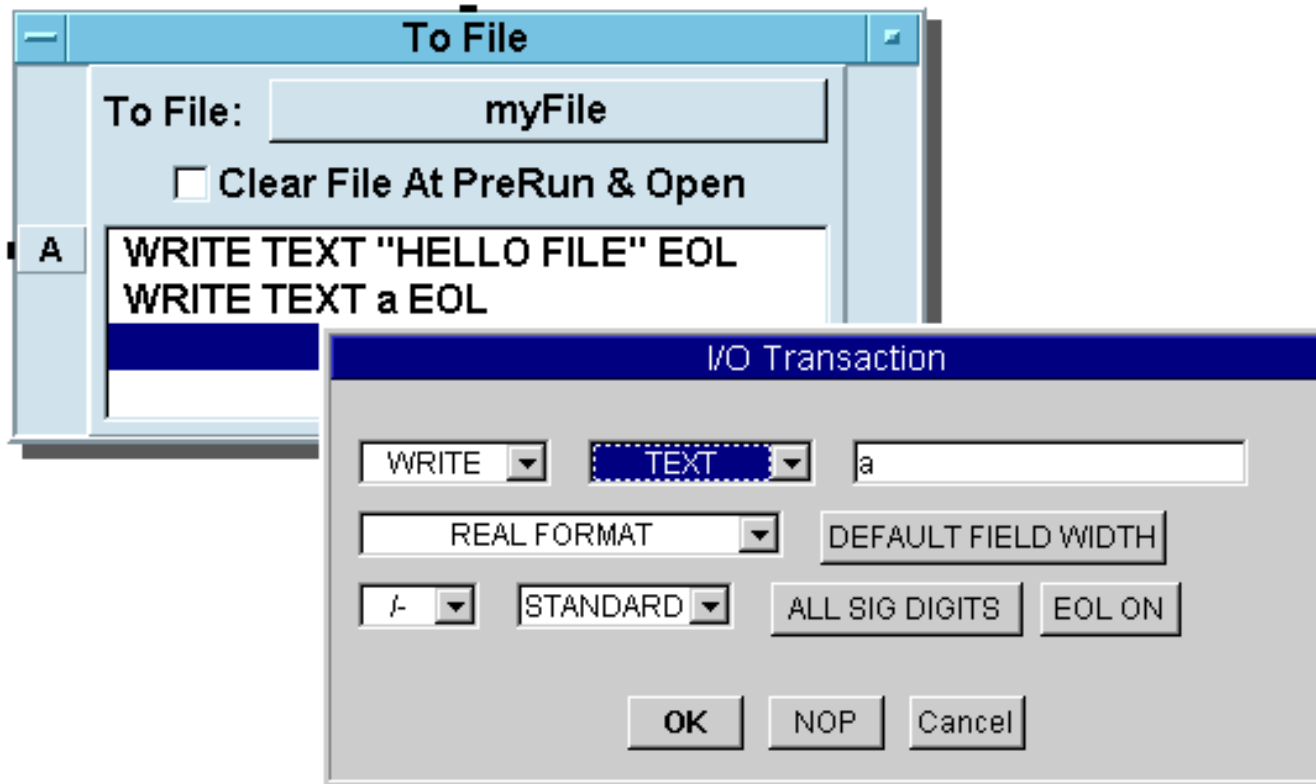 To File
To File: myFile
Clear File At PreRun & Open
A
WRITE TEXT "HELLO FILE" EOL
WRITE TEXT a EOL
I/O Transaction
WRITE TEXT a
REAL FORMAT DEFAULT FIELD WIDTH
/- STANDARD ALL SIG DIGITS EOL ON
OK NOP Cancel